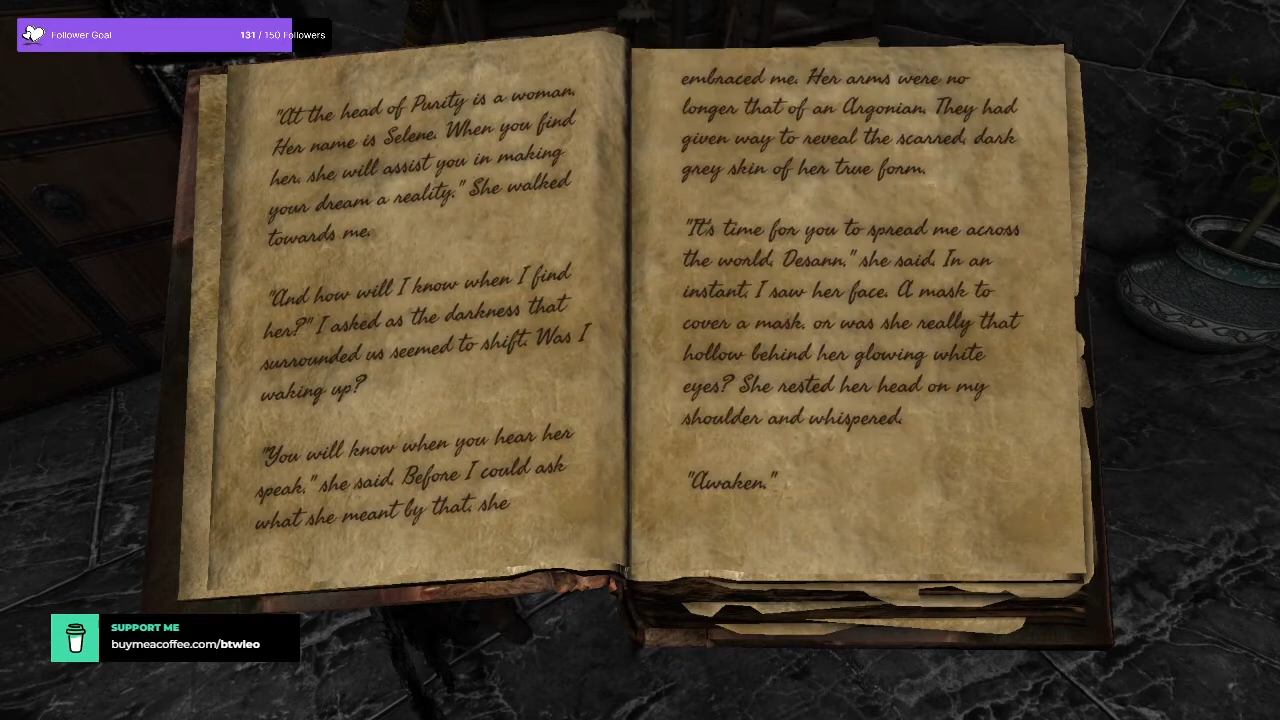 Follower Goal
131 / 150 Followers
"At the head of Purity is a woman.
Her name is Selene. When you find
her, she will assist you in making
your dream a reality." She walked
towards me.
"And how will I know when I find
her?" I asked as the darkness that
surrounded us seemed to shift. Was I
waking up?
"You will know when you hear her
speak," she said. Before I could ask
what she meant by that, she
embraced me. Her arms were no
longer that of an Argonian. They had
given way to reveal the scarred, dark
grey skin of her true form.
"It's time for you to spread me across
the world, Desann," she said. In an
instant, I saw her face. A mask to
cover a mask, or was she really that
hollow behind her glowing white
eyes? She rested her head on my
shoulder and whispered,
"Awaken."
SUPPORT ME
buymeacoffee.com/btwleo